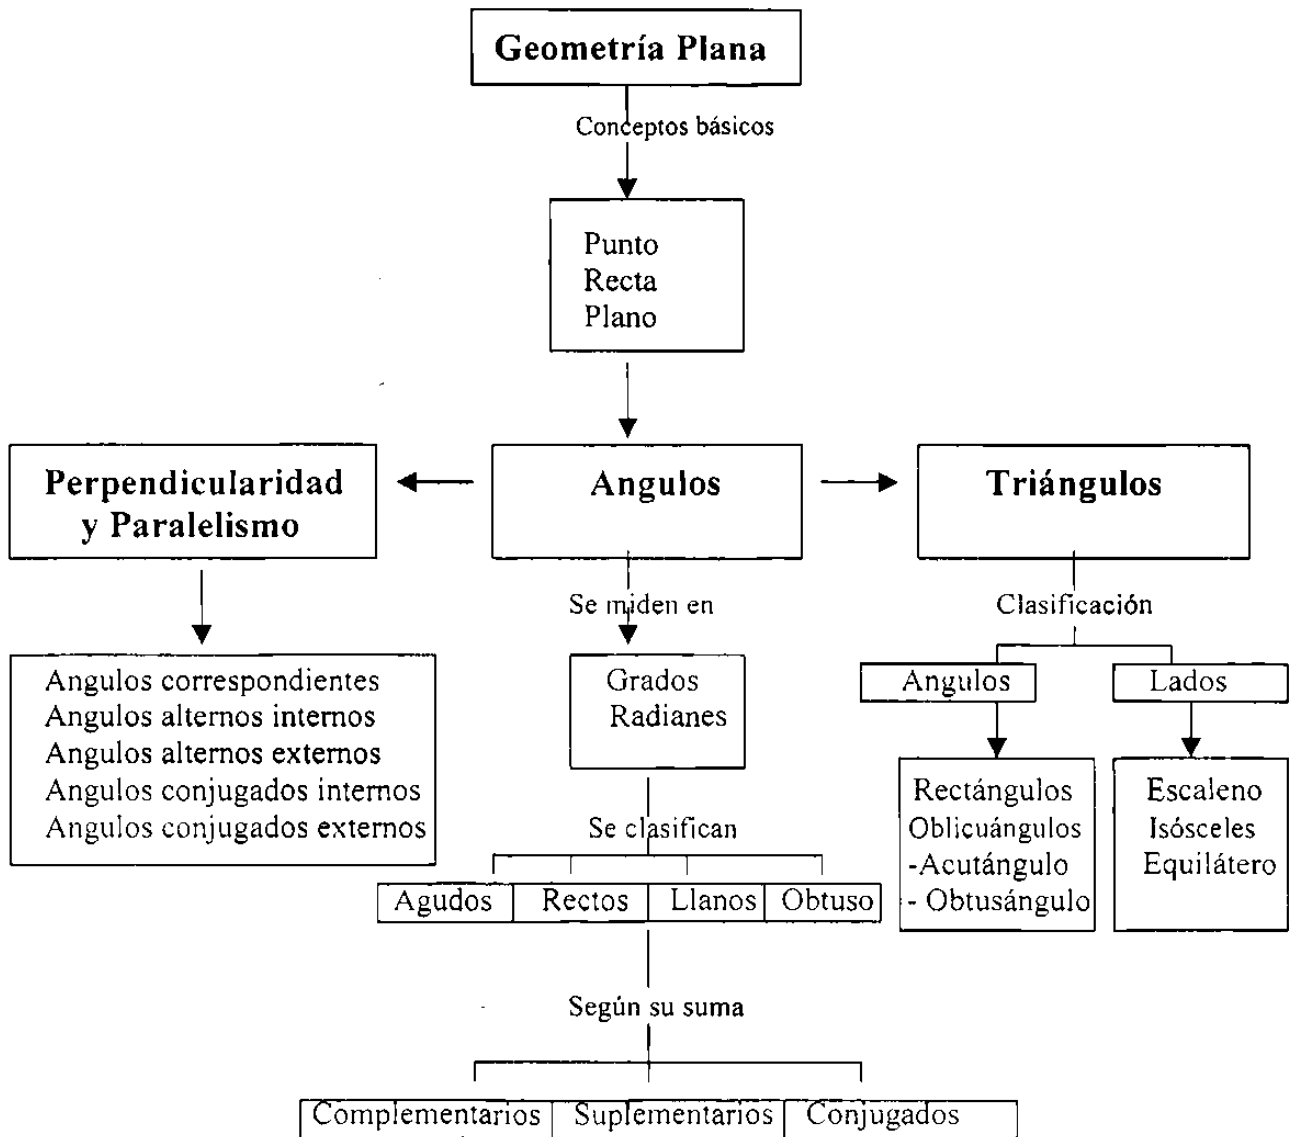 Geometría Plana
Conceptos básicos
Punto
Recta
Plano
Perpendicularidad
y Paralelismo
Angulos
Triángulos
Se miden en
Clasificación
Angulos correspondientes
Angulos alternos internos
Angulos alternos externos
Angulos conjugados internos
Angulos conjugados externos
Grados
Radianes
Angulos
Lados
Rectángulos
Oblicuángulos
-Acutángulo
- Obtusángulo
Escaleno
Isósceles
Equilátero
Se clasifican
Agudos
Rectos
Llanos
Obtuso
Según su suma
Complementarios
Suplementarios
Conjugados